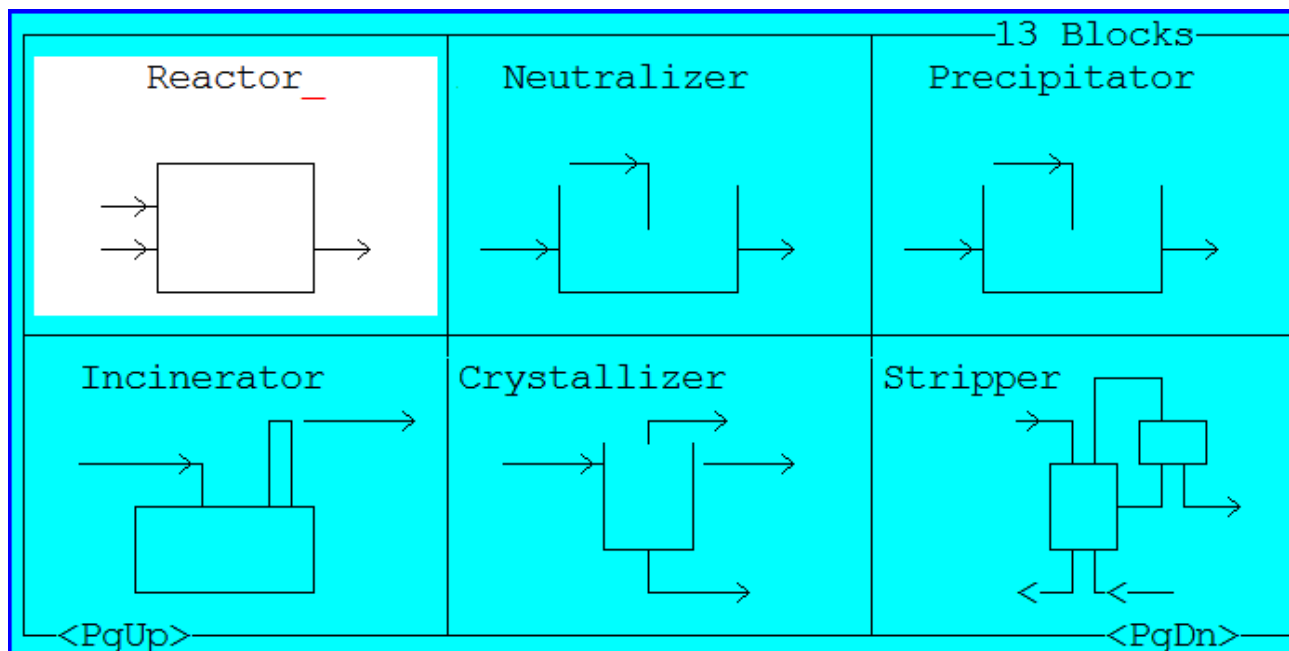 13 Blocks
Reactor_ Neutralizer Precipitator
Incinerator Crystallizer Stripper
<PgUp> <PgDn>